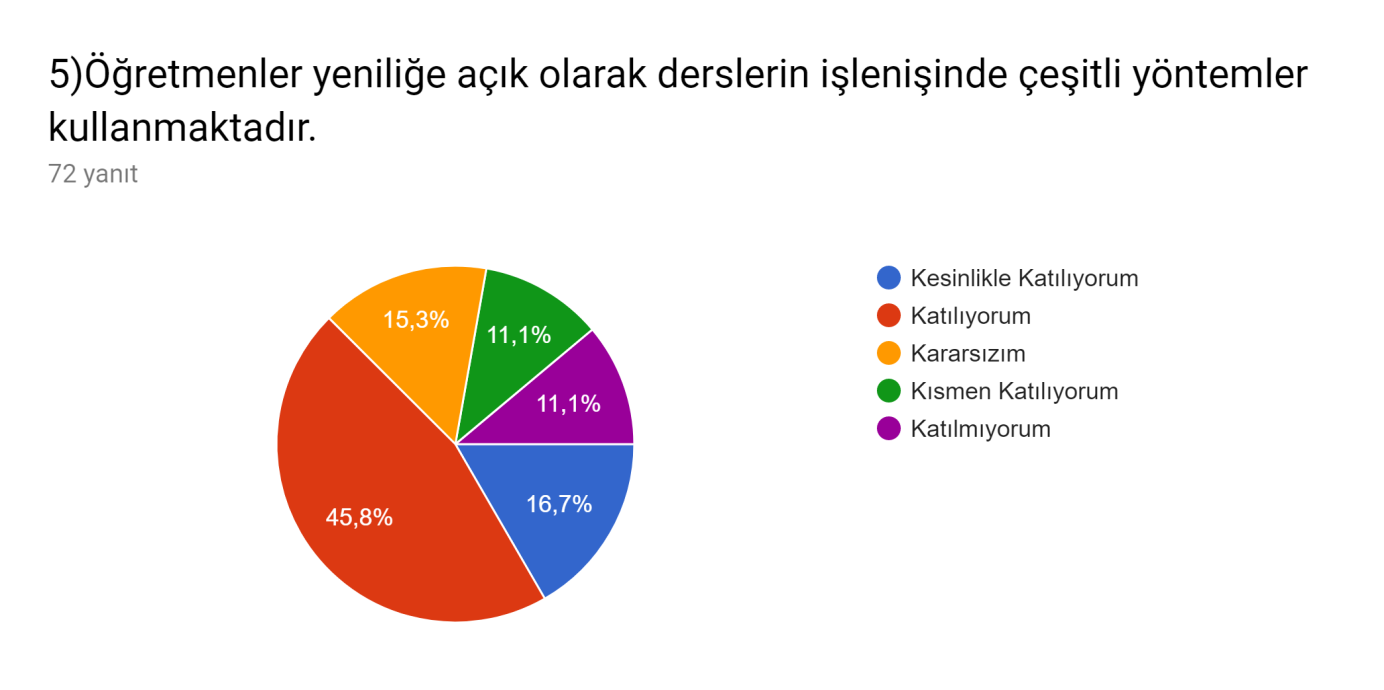 5)Öğretmenler yeniliğe açık olarak derslerin işlenişinde çeşitli yöntemler
kullanmaktadır.
72 yanıt
Kesinlikle Katılıyorum
Katılıyorum
Kararsızım
Kısmen Katılıyorum
Katılmıyorum
15,3%
11,1%
11,1%
16,7%
45,8%